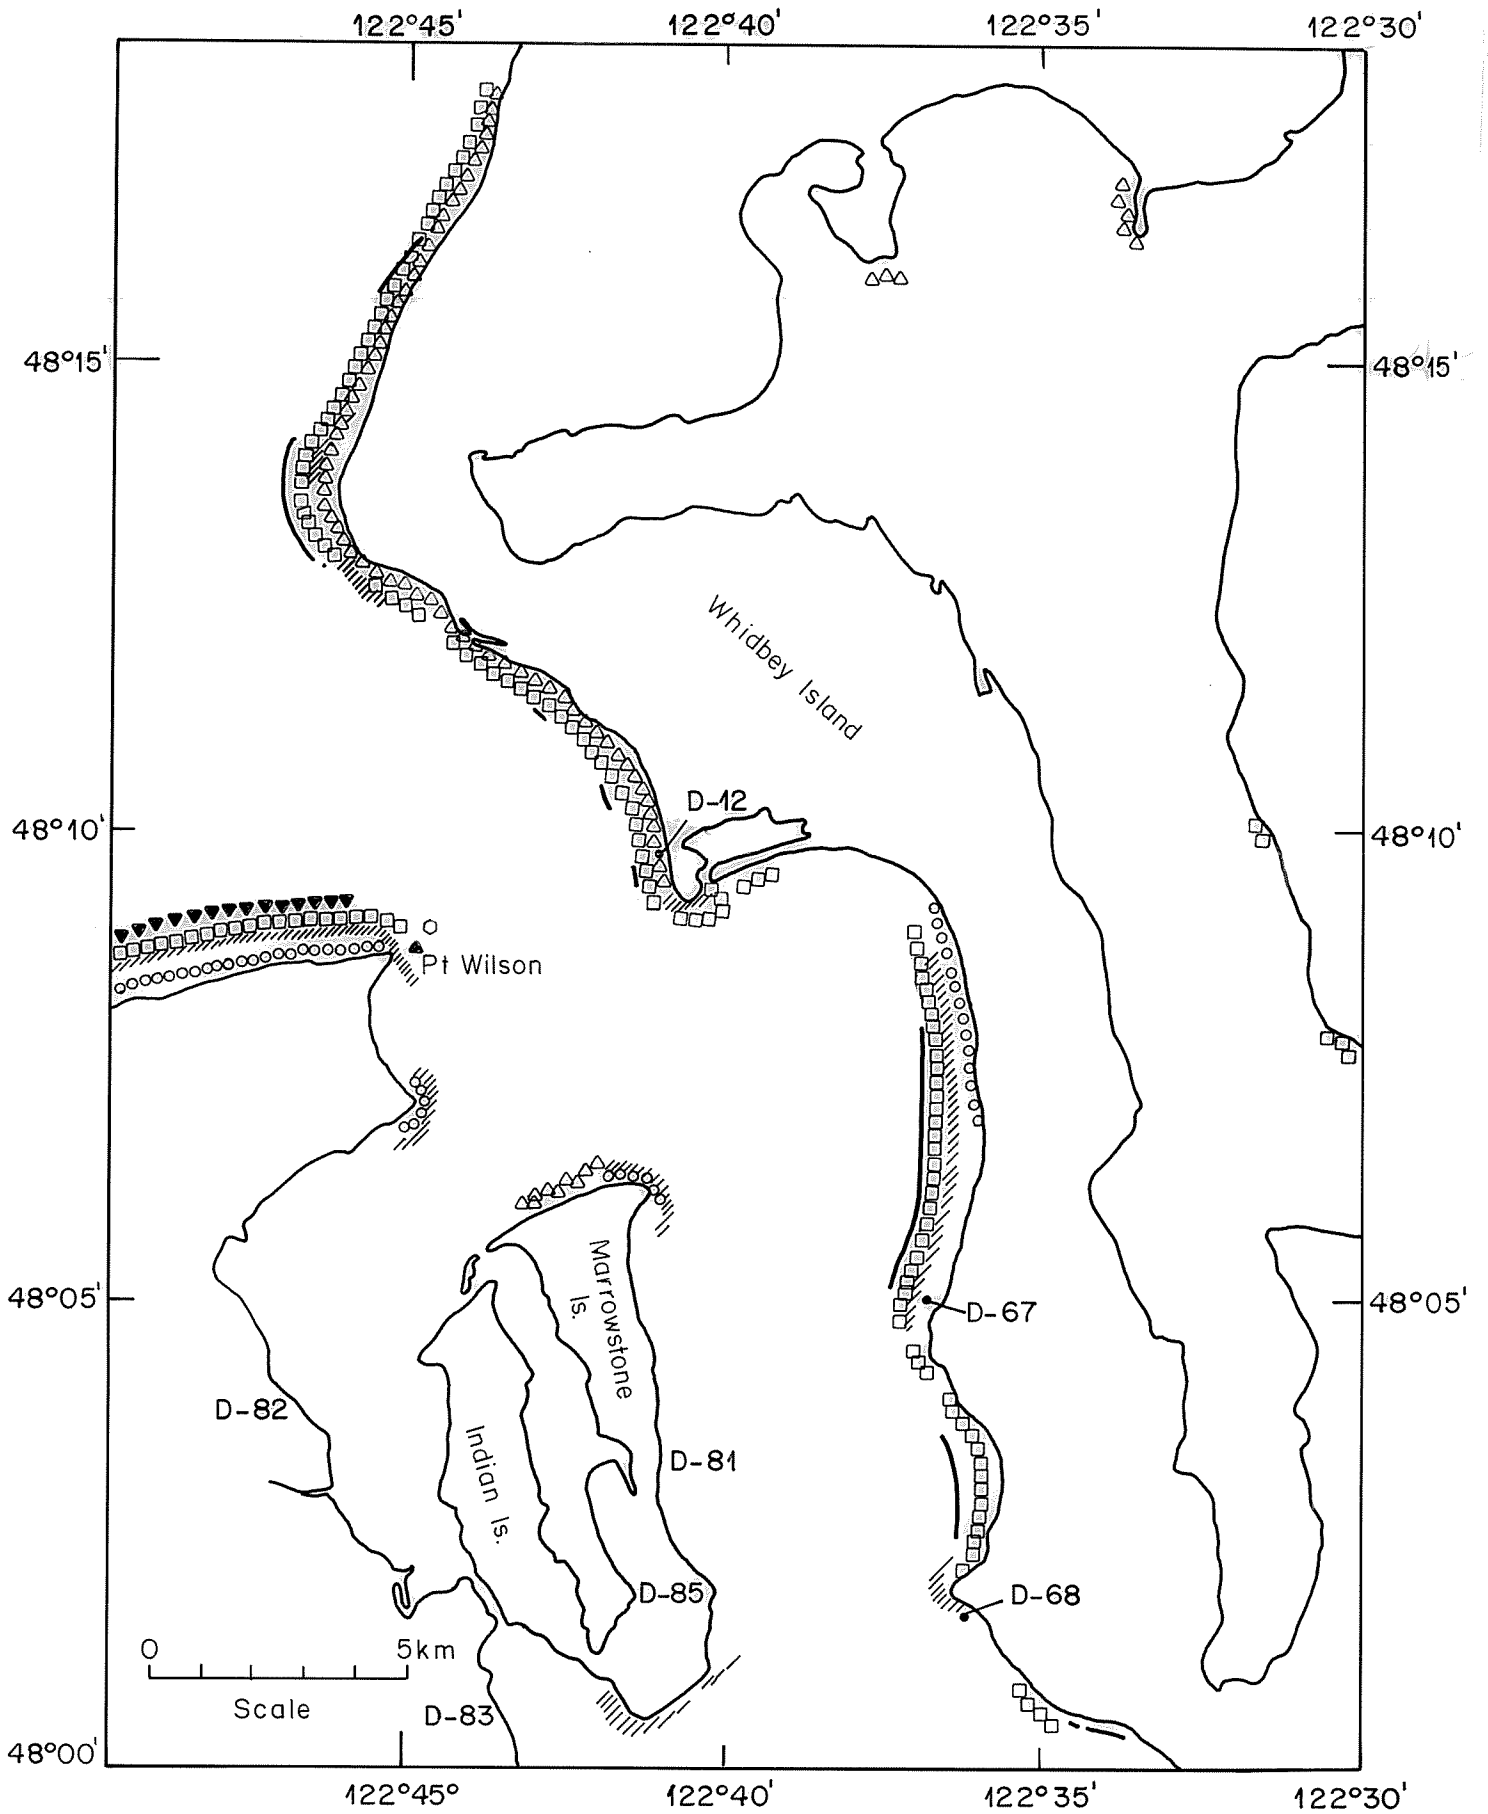 122°45' 122°40' 122°35' 122°30'
48°15' 48°15'
Whidbey Island
D-12
48°10' 48°10'
Pt Wilson
Marrowstone
Is.
48°05' 48°05'
D-67
D-82
Indian Is.
D-81
D-85
D-68
0 5km
Scale
D-83
48°00'
122°45° 122°40' 122°35' 122°30'